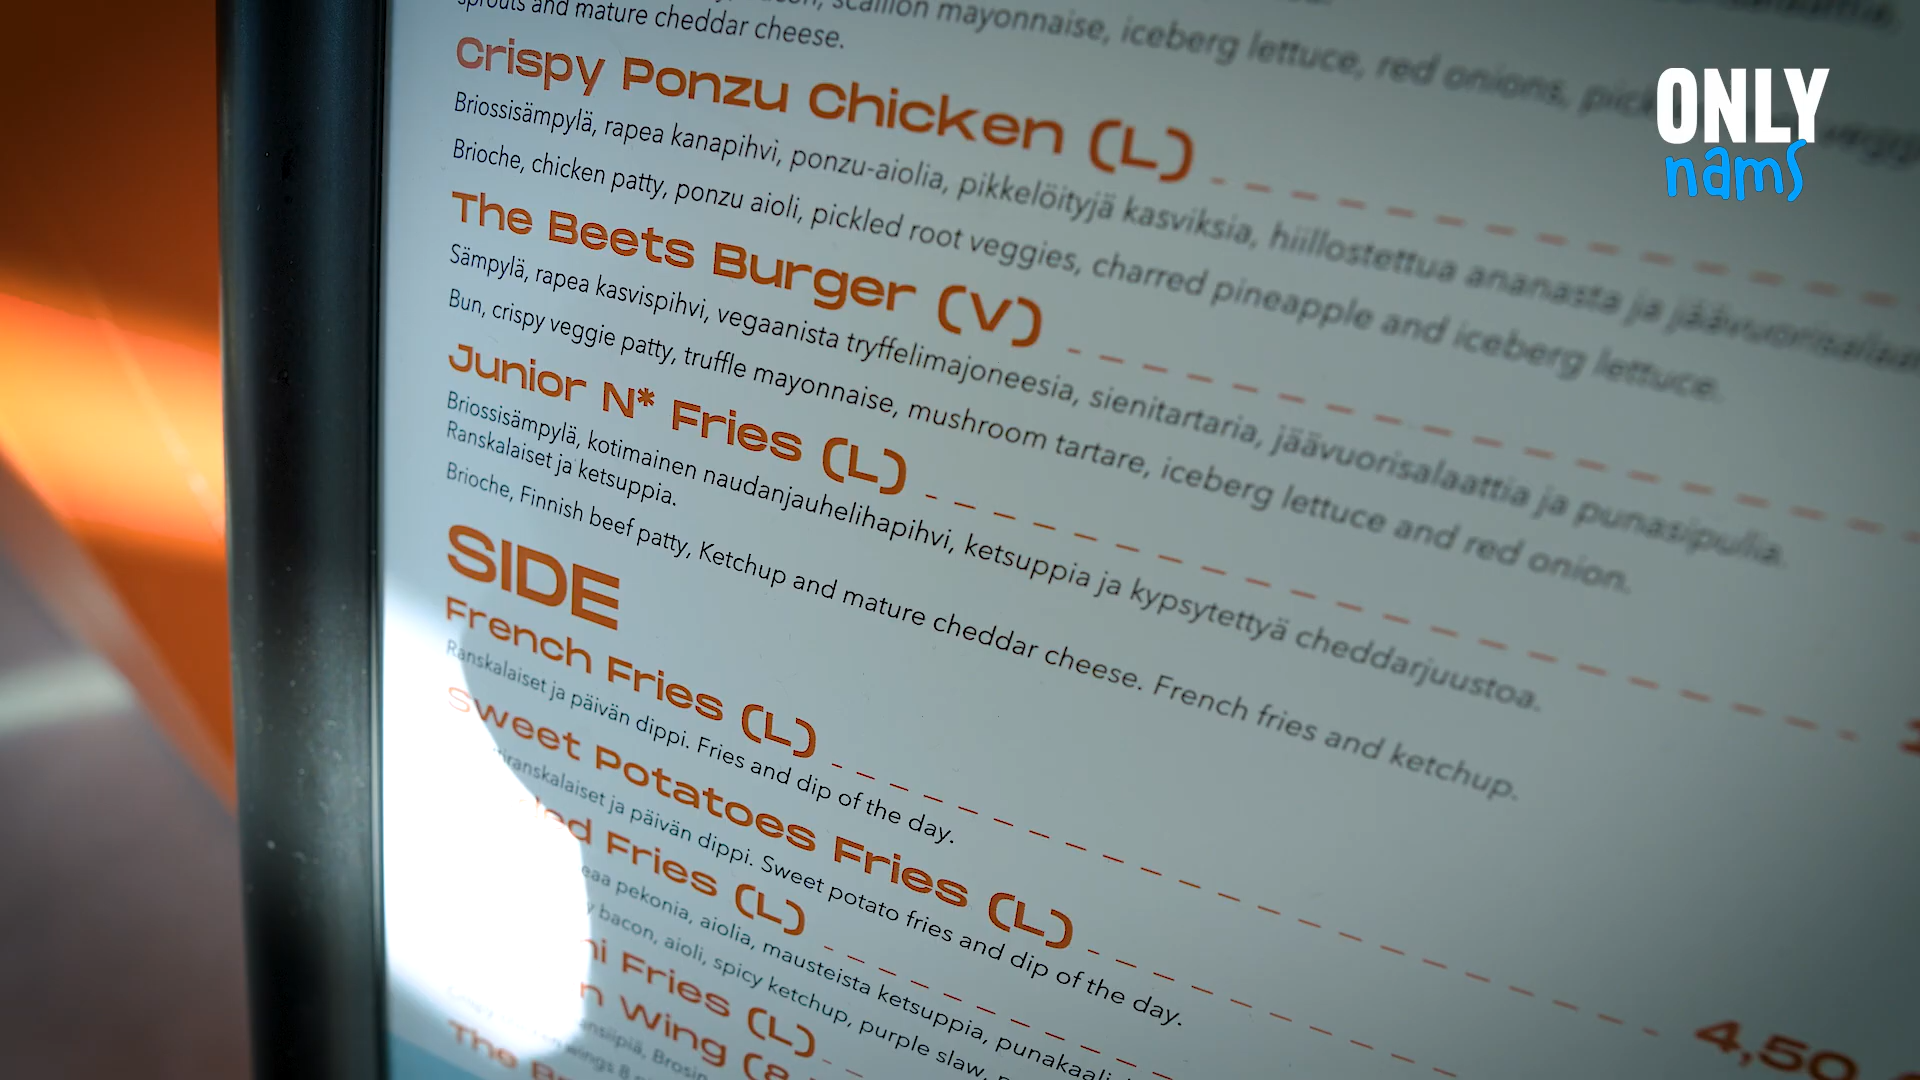 scallion mayonnaise, iceberg lettuce, red onions,
sprouts and mature cheddar cheese.
ONLY
nams
Crispy Ponzu Chicken (L)
Briossisämpylä, rapea kanapihvi, ponzu-aiolia, pikkelöityjä kasviksia, hiillostettua ananasta ja
Brioche, chicken patty, ponzu aioli, pickled root veggies, charred pineapple and iceberg lettuce.
The Beets Burger (V)
Sämpylä, rapea kasvispihvi, vegaanista tryffelimajoneesia, sienitartaria, jäävuorisalaattia ja punasipulia.
Bun, crispy veggie patty, truffle mayonnaise, mushroom tartare, iceberg lettuce and red onion.
Junior N* Fries (L)
Briossisämpylä, kotimainen naudanjauhelihapihvi, ketsuppia ja kypsytettyä cheddarjuustoa.
Ranskalaiset ja ketsuppia.
Brioche, Finnish beef patty, Ketchup and mature cheddar cheese. French fries and ketchup.
SIDE
French Fries (L)
Ranskalaiset ja päivän dippi. Fries and dip of the day.
4,50
Sweet Potatoes Fries (L)
ja päivän dippi. Sweet potato fries and dip of the day.
Fries (L)
pekonia, aiolia, mausteista ketsuppia,
bacon, aioli, spicy ketchup, purple slaw,
Fries (L)
Wing (8
The